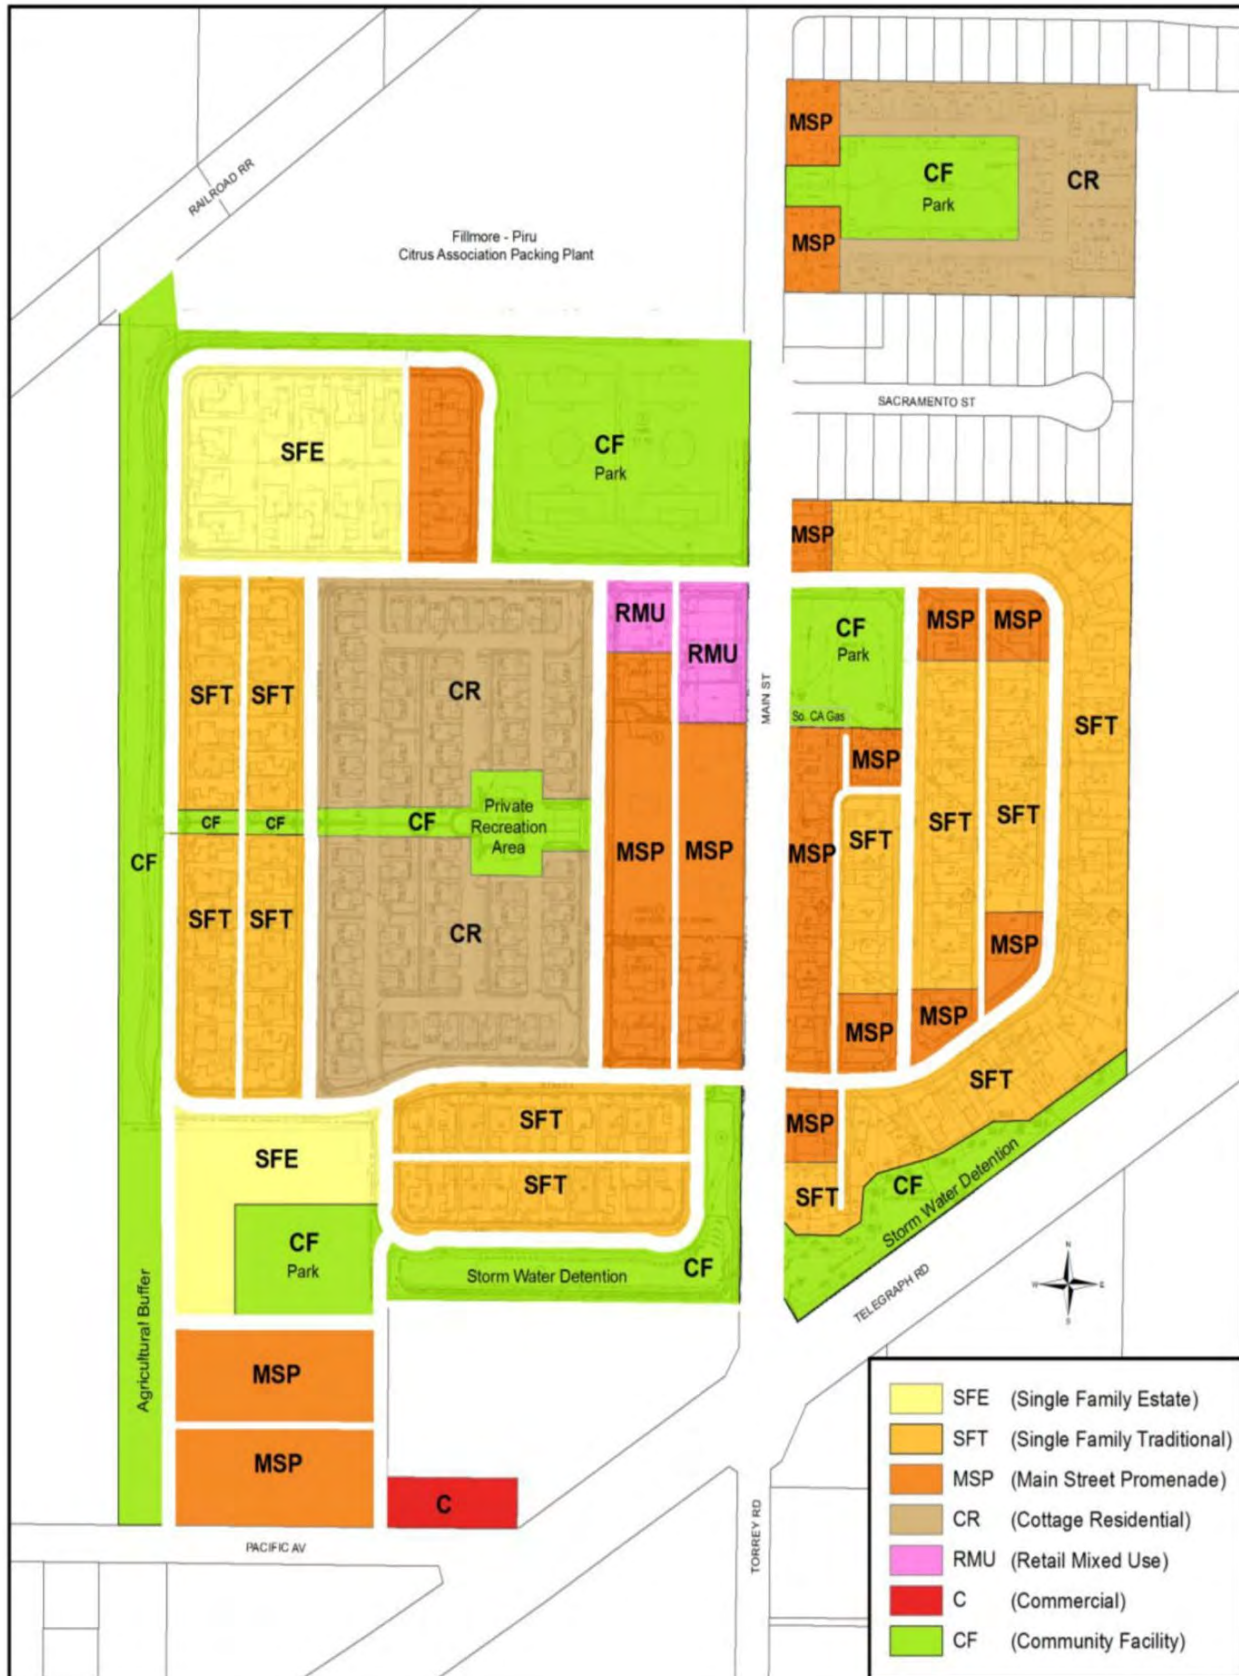 MSP
CF
Park
CR
MSP
RAILROAD RR
Fillmore - Piru
Citrus Association Packing Plant
SACRAMENTO ST
SFE
CF
Park
MSP
RMU
RMU
CF
Park
MSP
MSP
SFT
SFT
CR
MAIN ST
So. CA Gas
SFT
MSP
CF
CF
CF
CF
Private
Recreation
Area
MSP
MSP
MSP
SFT
SFT
SFT
SFT
SFT
CR
MSP
MSP
MSP
SFT
SFE
SFT
SFT
MSP
SFT
CF
Storm Water Detention
CF
Park
Storm Water Detention
CF
Agricultural Buffer
TELEGRAPH RD
N
W
E
S
MSP
MSP
C
PACIFIC AV
TORREY RD
SFE (Single Family Estate)
SFT (Single Family Traditional)
MSP (Main Street Promenade)
CR (Cottage Residential)
RMU (Retail Mixed Use)
C (Commercial)
CF (Community Facility)